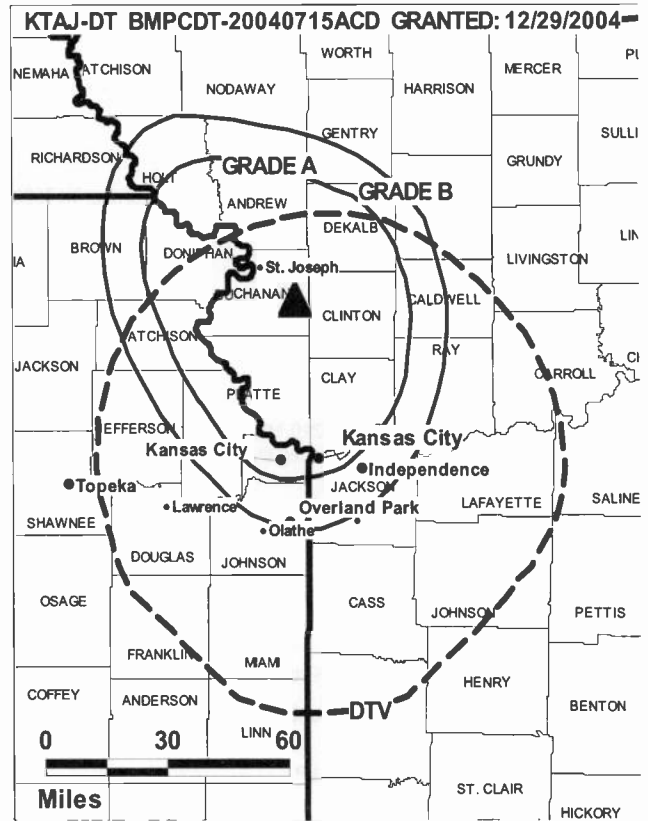 KTAJ-DT BMPCDT-20040715ACD GRANTED: 12/29/2004
WORTH
MERCER
NEMAHA ATCHISON
NODAWAY
HARRISON
GENTRY
SULLI
RICHARDSON
GRUNDY
HOLT
GRADE A
GRADE B
ANDREW
DEKALB
LIN
BROWN
DONIPHAN
LIVINGSTON
IA
St. Joseph
BUCHANAN
CALDWELL
CLINTON
ATCHISON
RAY
JACKSON
CARROLL
CLAY
PLATTE
EFFERSON
Kansas City
Kansas City
Independence
Topeka
JACKSON
LAFAYETTE
SALINE
Lawrence
Overland Park
SHAWNEE
Olathe
DOUGLAS
JOHNSON
OSAGE
CASS
JOHNSON
PETTIS
FRANKLIN
MIAMI
HENRY
COFFEY
ANDERSON
BENTON
DTV
LINN
0 30 60
ST. CLAIR
Miles
HICKORY